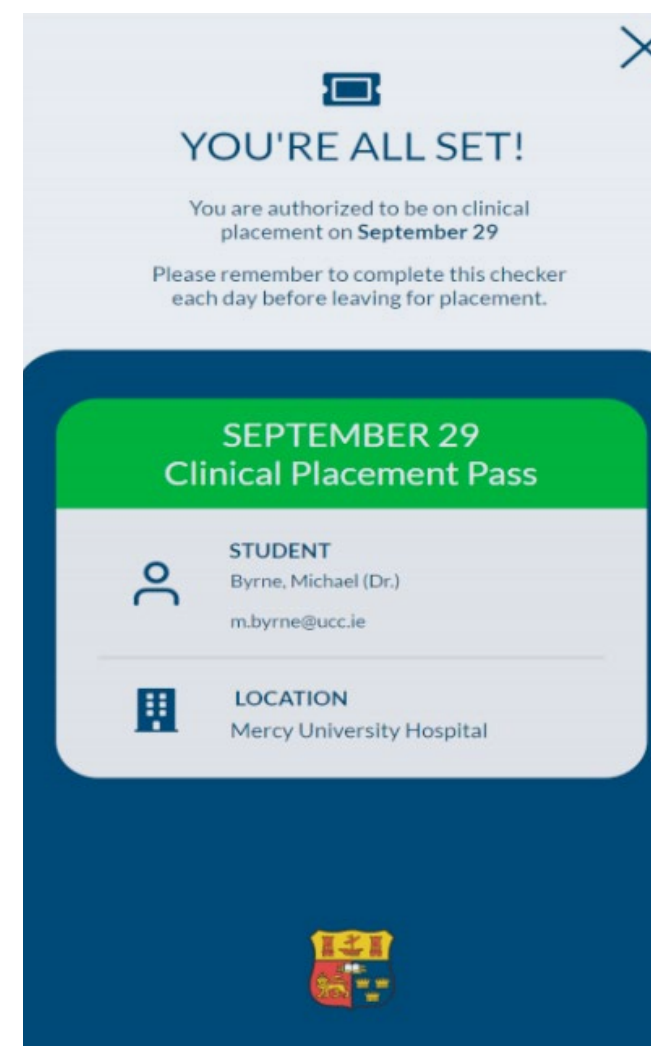 YOU'RE ALL SET!
You are authorized to be on clinical
placement on September 29
Please remember to complete this checker
each day before leaving for placement.
SEPTEMBER 29
Clinical Placement Pass
STUDENT
Byrne, Michael (Dr.)
m.byrne@ucc.ie
LOCATION
Mercy University Hospital